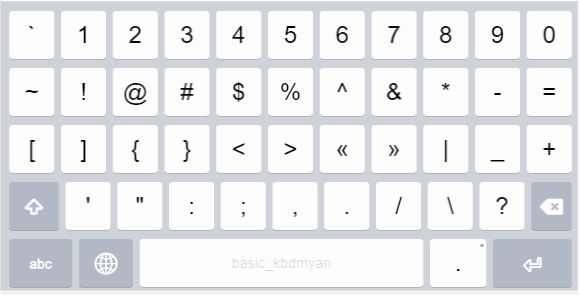 ` 1 2 3 4 5 6 7 8 9 0
~ ! @ # $ % ^ & * - =
[ ] { } < > « » | _ +
' " : ; , . / \ ?
abc basic_kbdmyan .